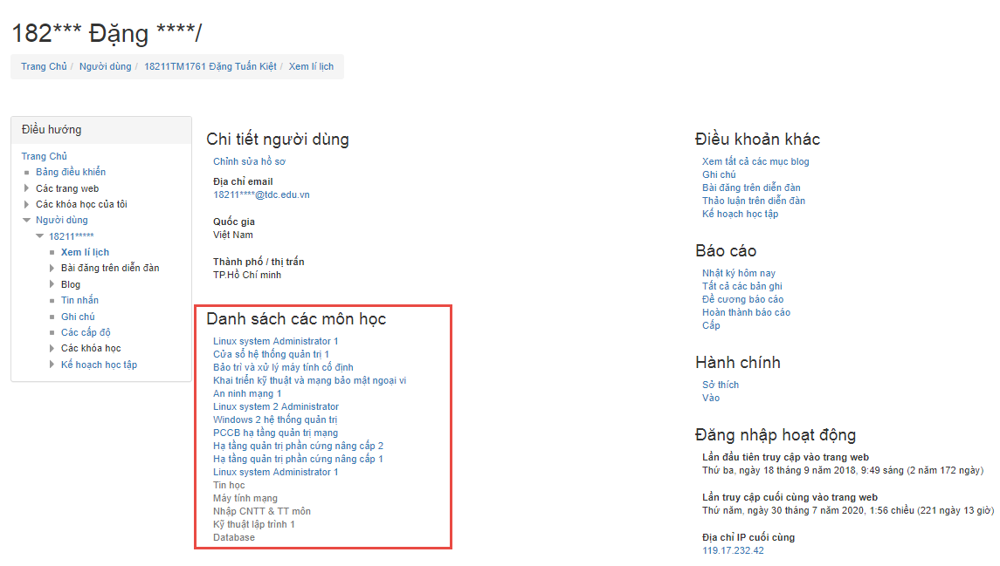 182*** Đặng ****/
Trang Chủ / Người dùng / 18211TM1761 Đặng Tuấn Kiệt / Xem lí lịch
Điều hướng
Trang Chủ
Bảng điều khiển
Các trang web
Các khóa học của tôi
Người dùng
18211*****
Xem lí lịch
Bài đăng trên diễn đàn
Blog
Tin nhắn
Ghi chú
Các cấp độ
Các khóa học
Kế hoạch học tập
Chi tiết người dùng
Chỉnh sửa hồ sơ
Địa chỉ email
18211****@tdc.edu.vn
Quốc gia
Việt Nam
Thành phố / thị trấn
TP.Hồ Chí minh
Danh sách các môn học
Linux system Administrator 1
Cửa sổ hệ thống quản trị 1
Bảo trì và xử lý máy tính cố định
Khai triển kỹ thuật và mạng bảo mật ngoại vi
An ninh mạng 1
Linux system 2 Administrator
Windows 2 hệ thống quản trị
PCCB hạ tầng quản trị mạng
Hạ tầng quản trị phần cứng nâng cấp 2
Hạ tầng quản trị phần cứng nâng cấp 1
Linux system Administrator 1
Tin học
Máy tính mạng
Nhập CNTT & TT môn
Kỹ thuật lập trình 1
Database
Điều khoản khác
Xem tất cả các mục blog
Ghi chú
Bài đăng trên diễn đàn
Thảo luận trên diễn đàn
Kế hoạch học tập
Báo cáo
Nhật ký hôm nay
Tất cả các bản ghi
Đề cương báo cáo
Hoàn thành báo cáo
Cấp
Hành chính
Sở thích
Vào
Đăng nhập hoạt động
Lần đầu tiên truy cập vào trang web
Thứ ba, ngày 18 tháng 9 năm 2018, 9:49 sáng (2 năm 172 ngày)
Lần truy cập cuối cùng vào trang web
Thứ năm, ngày 30 tháng 7 năm 2020, 1:56 chiều (221 ngày 13 giờ)
Địa chỉ IP cuối cùng
119.17.232.42